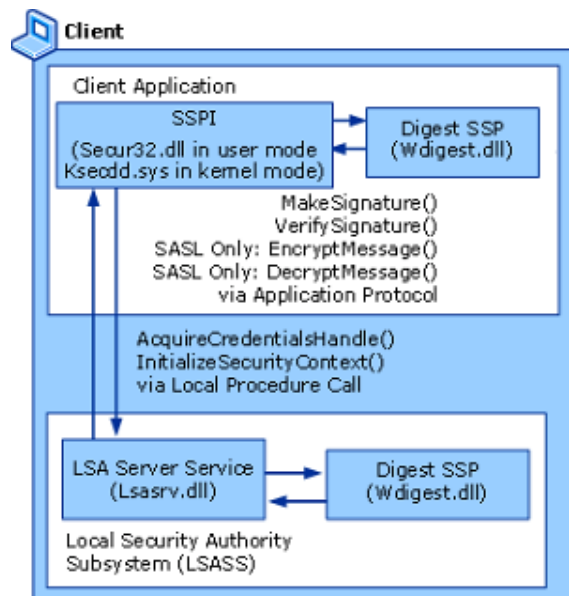 Client
Client Application
SSPI
(Secur32.dll in user mode
Ksecdd.sys in kernel mode)
Digest SSP
(Wdigest.dll)
MakeSignature()
VerifySignature()
SASL Only: EncryptMessage()
SASL Only: DecryptMessage()
via Application Protocol
AcquireCredentialsHandle()
InitializeSecurityContext()
via Local Procedure Call
LSA Server Service
(Lsasrv.dll)
Digest SSP
(Wdigest.dll)
Local Security Authority
Subsystem (LSASS)